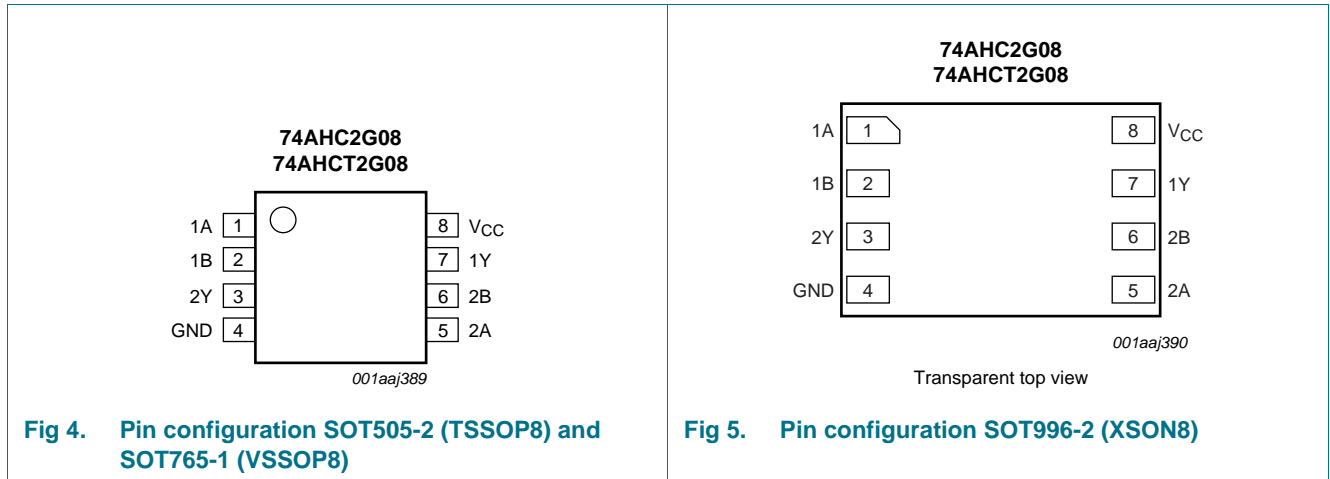 74AHC2G08
74AHCT2G08
1A 1 8 VCC
1B 2 7 1Y
2Y 3 6 2B
GND 4 5 2A
001aaj389
Fig 4. Pin configuration SOT505-2 (TSSOP8) and
SOT765-1 (VSSOP8)
74AHC2G08
74AHCT2G08
1A 1 8 VCC
1B 2 7 1Y
2Y 3 6 2B
GND 4 5 2A
001aaj390
Transparent top view
Fig 5. Pin configuration SOT996-2 (XSON8)